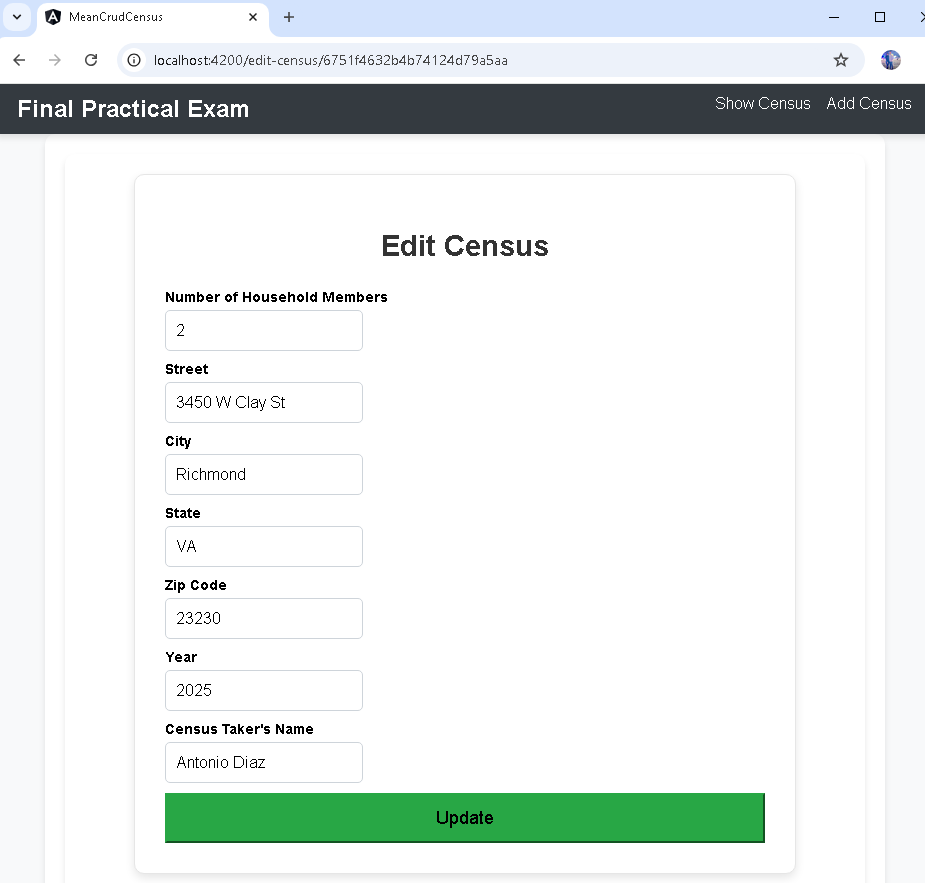 MeanCrudCensus
localhost:4200/edit-census/6751f4632b4b74124d79a5aa
Final Practical Exam
Show Census
Add Census
Edit Census
Number of Household Members
2
Street
3450 W Clay St
City
Richmond
State
VA
Zip Code
23230
Year
2025
Census Taker's Name
Antonio Diaz
Update